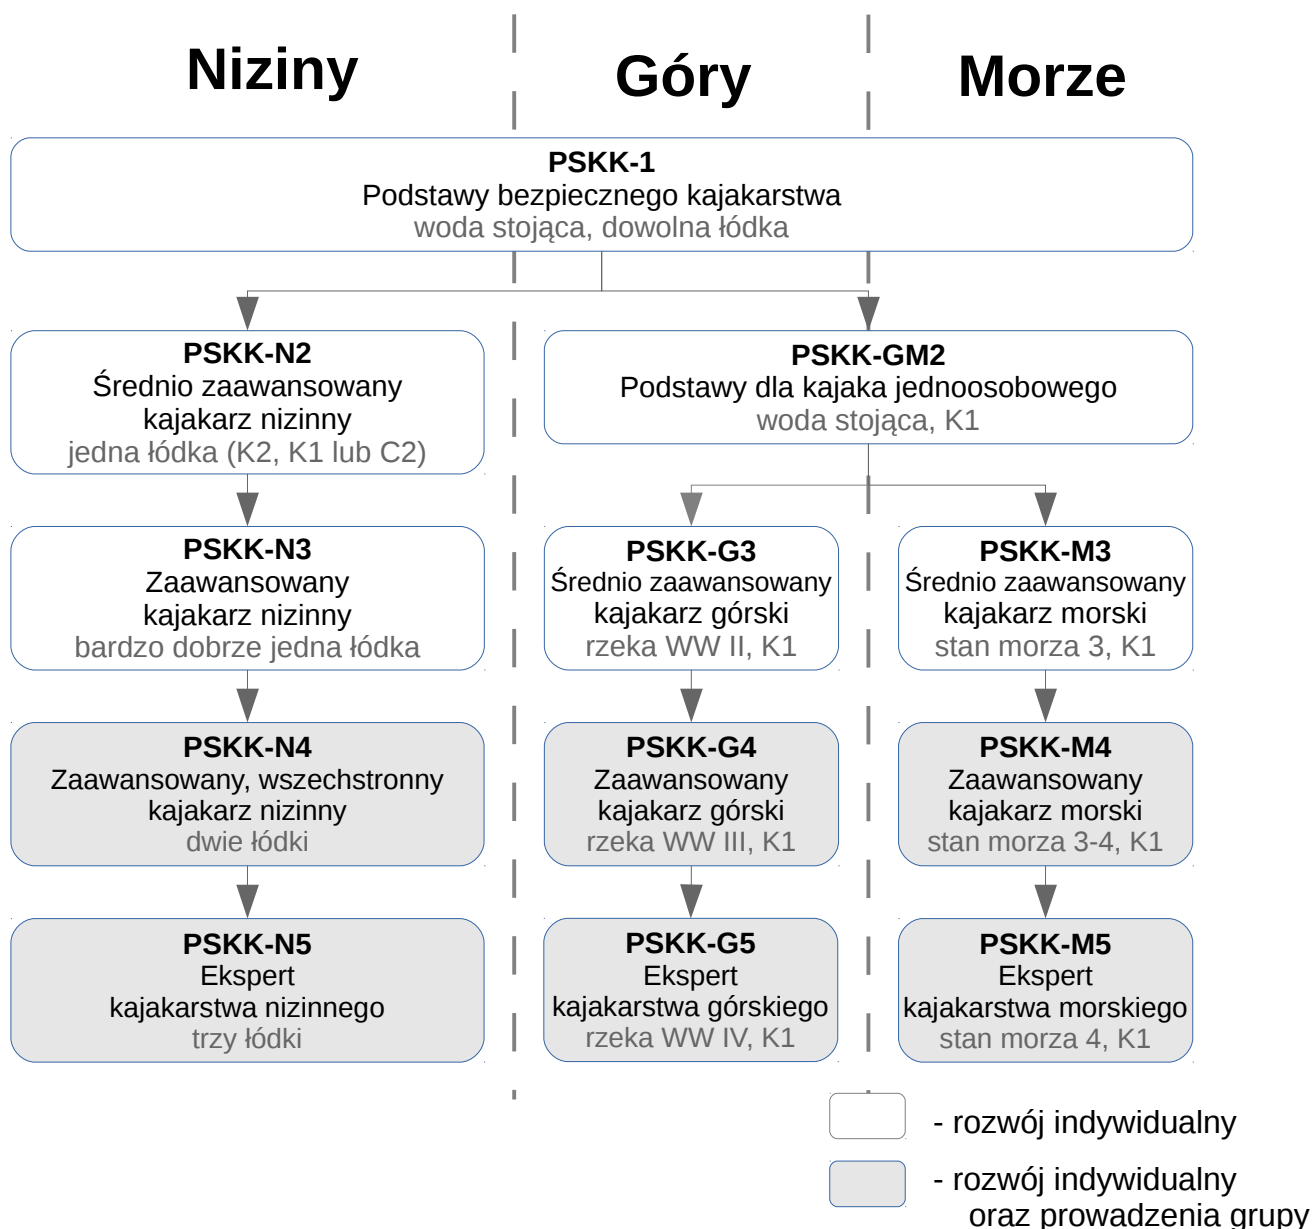 Niziny
Góry
Morze
PSKK-1
Podstawy bezpiecznego kajakarstwa
woda stojąca, dowolna łódka
PSKK-N2
Średnio zaawansowany
kajakarz nizinny
jedna łódka (K2, K1 lub C2)
PSKK-GM2
Podstawy dla kajaka jednoosobowego
woda stojąca, K1
PSKK-N3
Zaawansowany
kajakarz nizinny
bardzo dobrze jedna łódka
PSKK-G3
Średnio zaawansowany
kajakarz górski
rzeka WW II, K1
PSKK-M3
Średnio zaawansowany
kajakarz morski
stan morza 3, K1
PSKK-N4
Zaawansowany, wszechstronny
kajakarz nizinny
dwie łódki
PSKK-G4
Zaawansowany
kajakarz górski
rzeka WW III, K1
PSKK-M4
Zaawansowany
kajakarz morski
stan morza 3-4, K1
PSKK-N5
Ekspert
kajakarstwa nizinnego
trzy łódki
PSKK-G5
Ekspert
kajakarstwa górskiego
rzeka WW IV, K1
PSKK-M5
Ekspert
kajakarstwa morskiego
stan morza 4, K1
- rozwój indywidualny
- rozwój indywidualny
oraz prowadzenia grupy